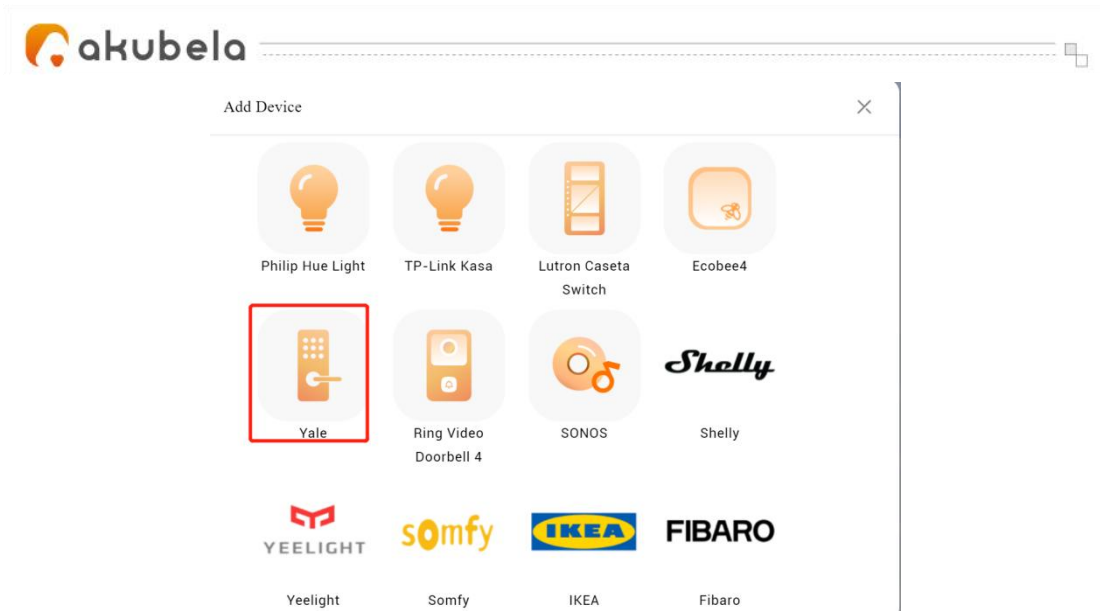 akubela
Add Device
Philip Hue Light
TP-Link Kasa
Lutron Caseta
Switch
Ecobee4
Yale
Ring Video
Doorbell 4
SONOS
Shelly
Shelly
YEELIGHT
somfy
IKEA
FIBARO
Yeelight
Somfy
IKEA
Fibaro